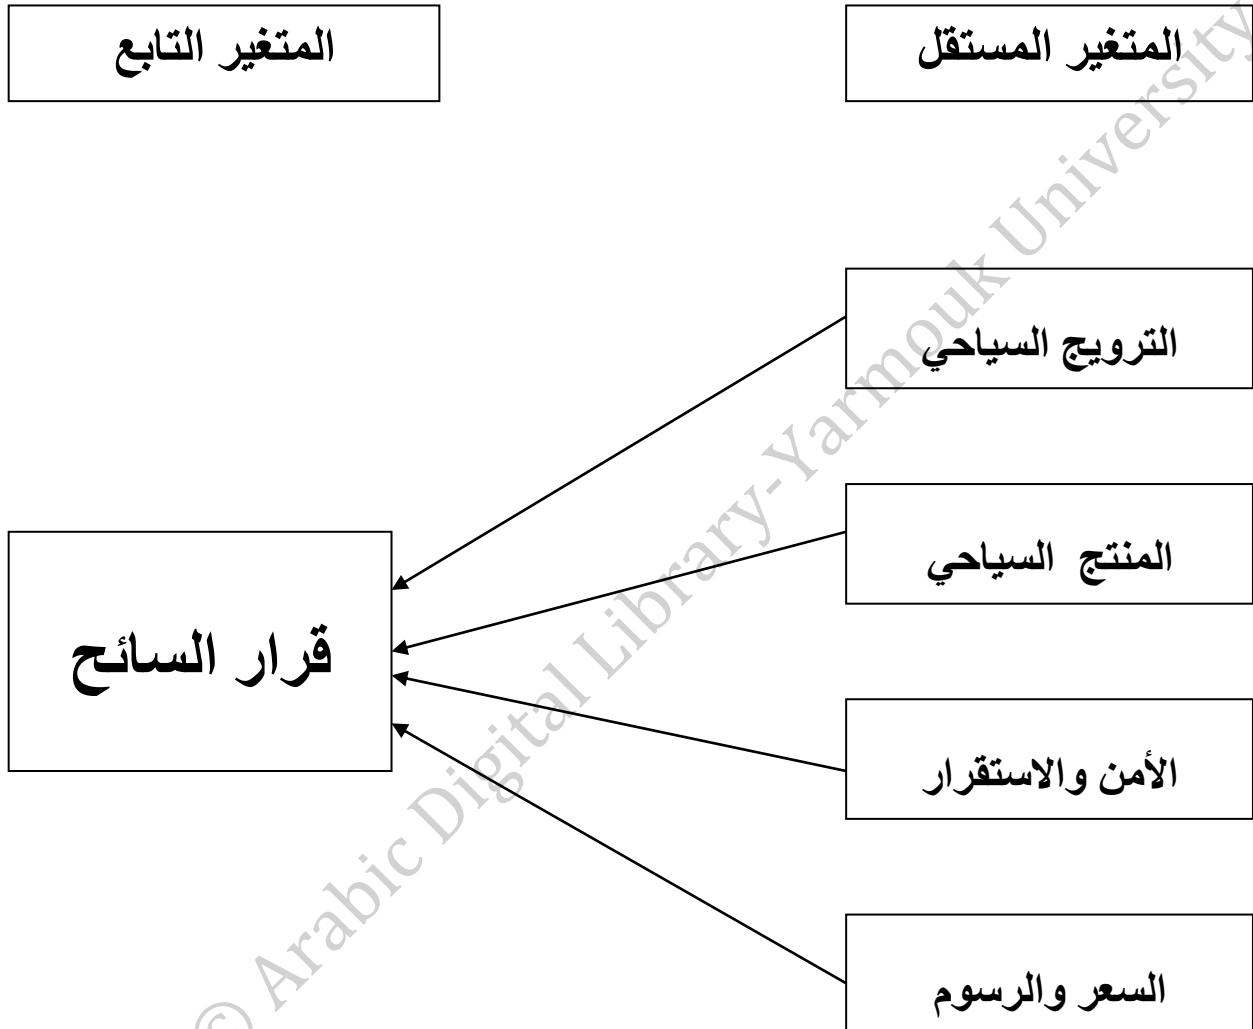 المتغير المستقل
المتغير التابع
الترويج السياحي
المنتج السياحي
قرار السائح
الأمن والاستقرار
السعر والرسوم
© Arabic Digital Library-Yarmouk University